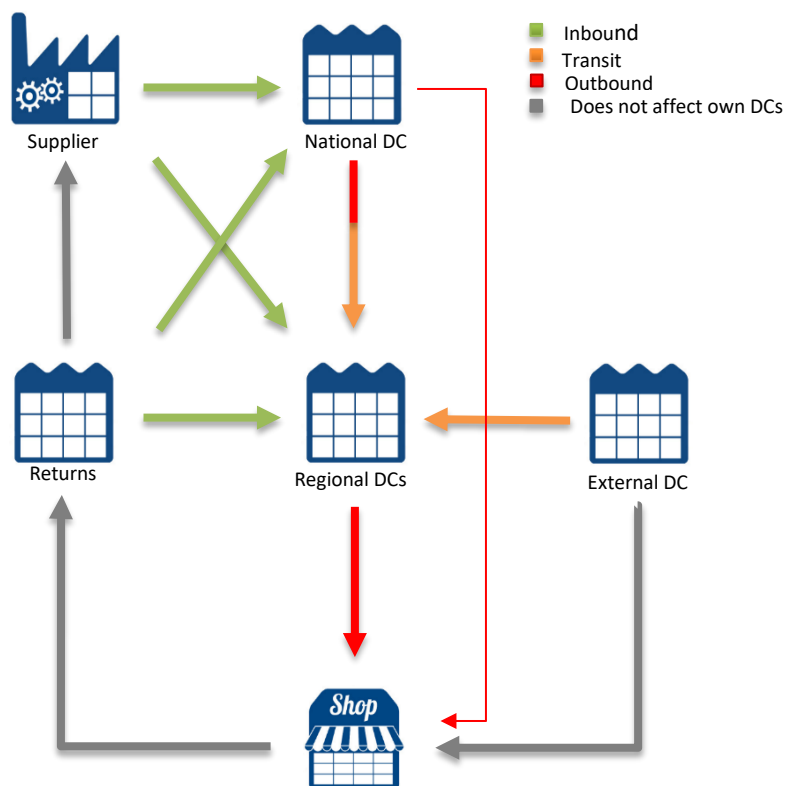 Inbound
Transit
Outbound
Does not affect own DCs
Supplier
National DC
Returns
Regional DCs
External DC
Shop